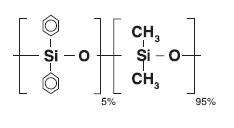 CH3
Si – O
Si – O
CH3
5%
95%